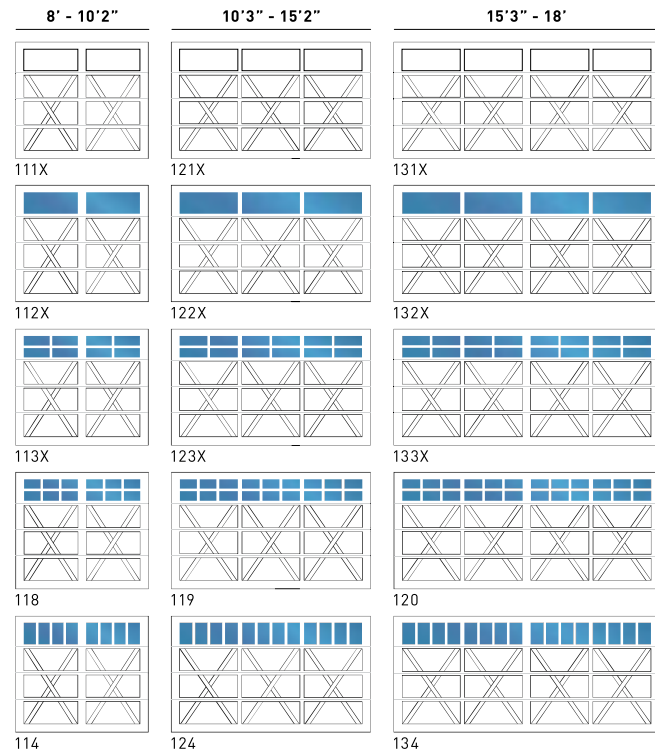 8’ - 10’2” 10’3” - 15’2” 15’3” - 18’
111X 121X 131X
112X 122X 132X
113X 123X 133X
118 119 120
114 124 134